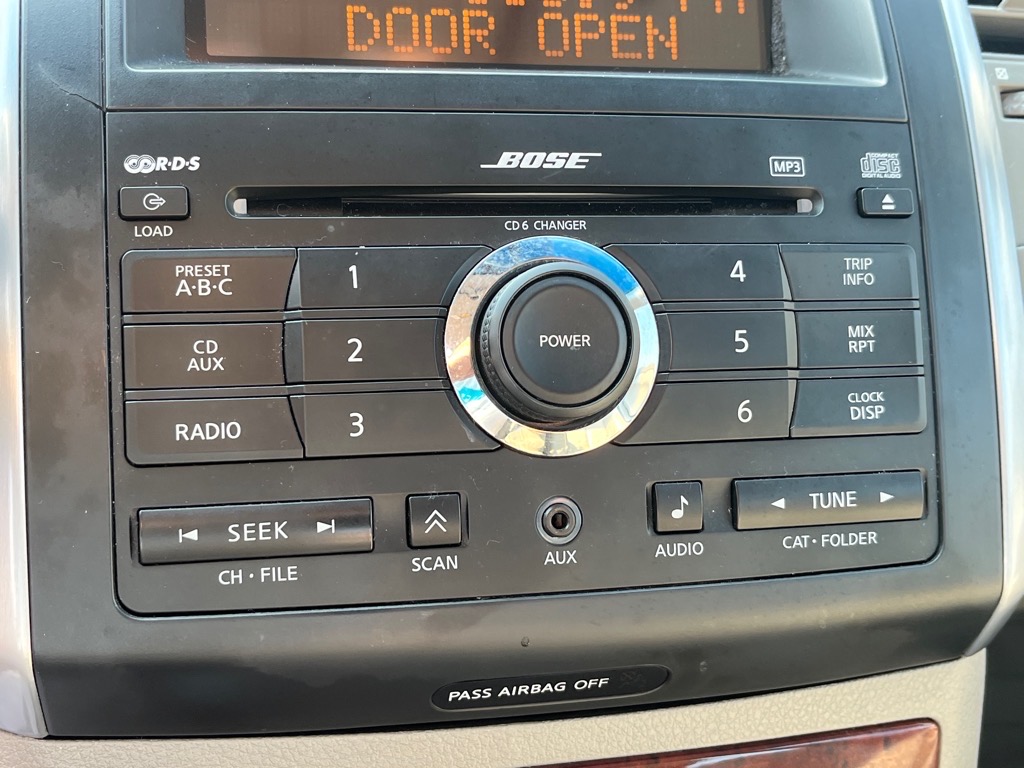 DOOR OPEN
R·D·S
BOSE
MP3
COMPACT
disc
DIGITAL AUDIO
LOAD
CD 6 CHANGER
PRESET
A·B·C
1
4
TRIP
INFO
CD
AUX
2
POWER
5
MIX
RPT
RADIO
3
6
CLOCK
DISP
SEEK
CH · FILE
SCAN
AUX
AUDIO
TUNE
CAT · FOLDER
PASS AIRBAG OFF